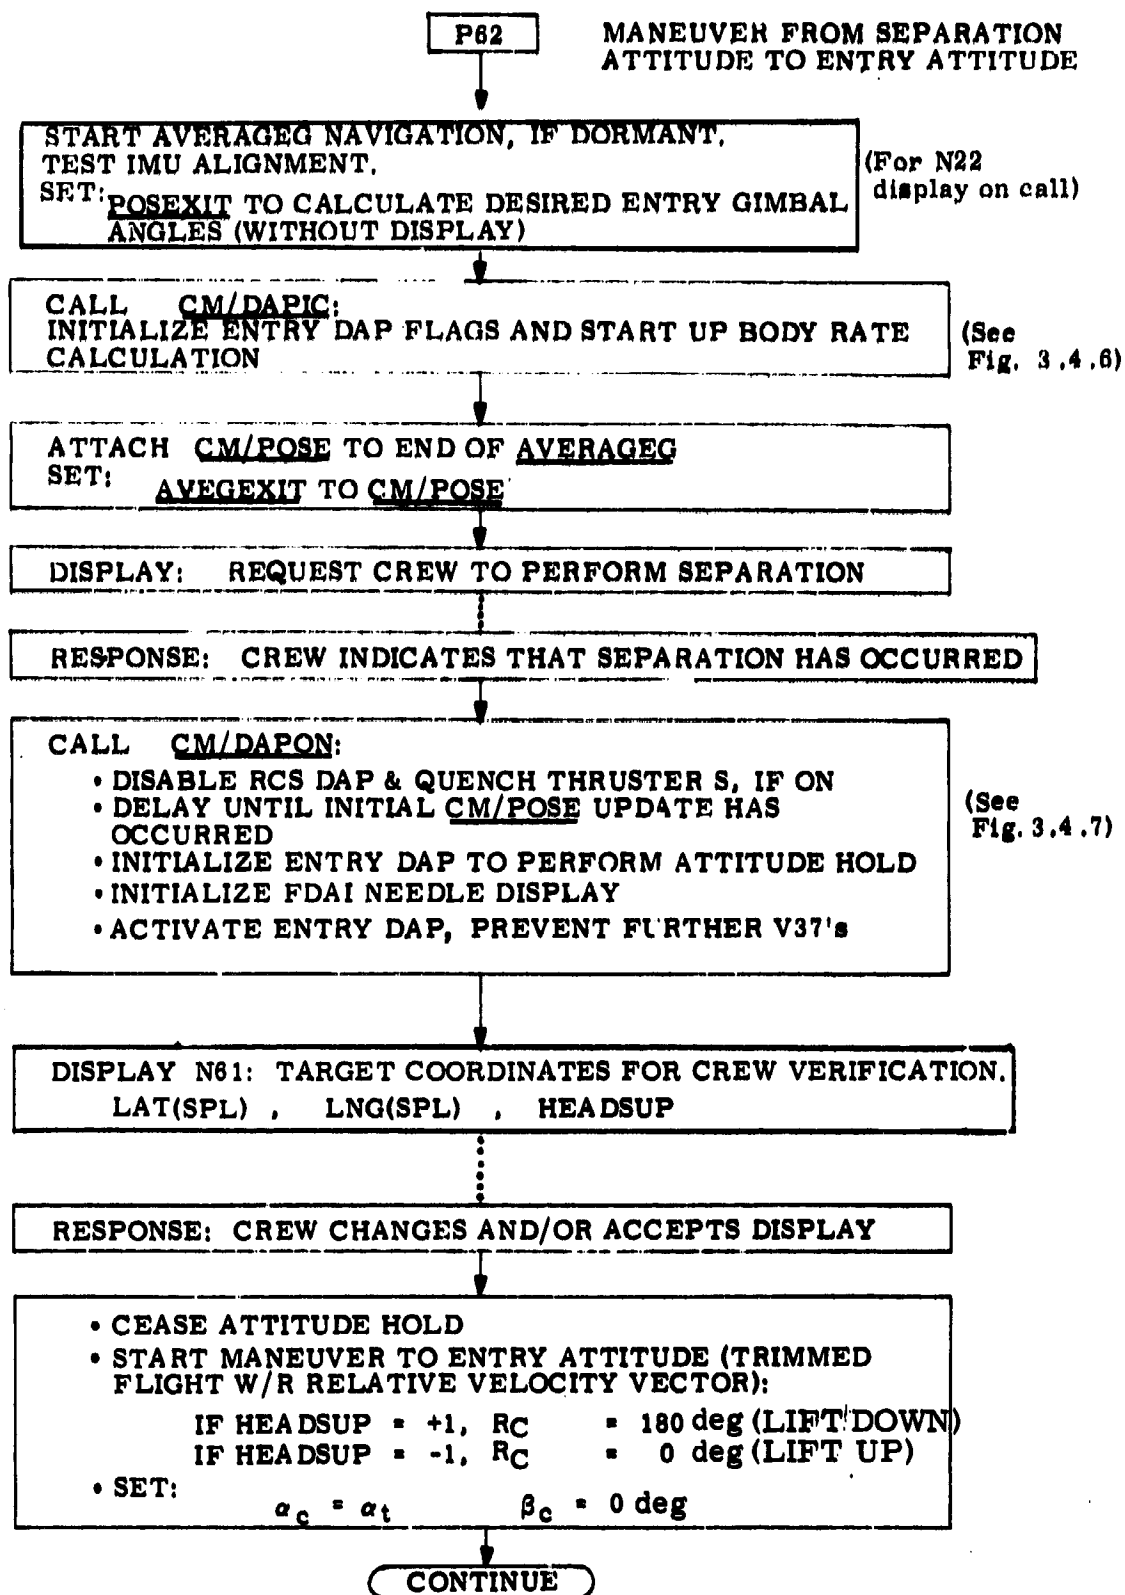 P62
MANEUVER FROM SEPARATION
ATTITUDE TO ENTRY ATTITUDE
START AVERAGEG NAVIGATION, IF DORMANT.
TEST IMU ALIGNMENT.
SET:
POSEXIT TO CALCULATE DESIRED ENTRY GIMBAL
ANGLES (WITHOUT DISPLAY)
(For N22
display on call)
CALL CM/DAPIC:
INITIALIZE ENTRY DAP FLAGS AND START UP BODY RATE
CALCULATION
(See
Fig. 3.4.6)
ATTACH CM/POSE TO END OF AVERAGEG
SET:
AVEGEXIT TO CM/POSE
DISPLAY: REQUEST CREW TO PERFORM SEPARATION
RESPONSE: CREW INDICATES THAT SEPARATION HAS OCCURRED
CALL CM/DAPON:
• DISABLE RCS DAP & QUENCH THRUSTER S, IF ON
• DELAY UNTIL INITIAL CM/POSE UPDATE HAS
OCCURRED
• INITIALIZE ENTRY DAP TO PERFORM ATTITUDE HOLD
• INITIALIZE FDAI NEEDLE DISPLAY
• ACTIVATE ENTRY DAP, PREVENT FURTHER V37's
(See
Fig. 3.4.7)
DISPLAY N61: TARGET COORDINATES FOR CREW VERIFICATION.
LAT(SPL) , LNG(SPL) , HEADSUP
RESPONSE: CREW CHANGES AND/OR ACCEPTS DISPLAY
• CEASE ATTITUDE HOLD
• START MANEUVER TO ENTRY ATTITUDE (TRIMMED
FLIGHT W/R RELATIVE VELOCITY VECTOR):
IF HEADSUP = +1, RC = 180 deg (LIFT DOWN)
IF HEADSUP = -1, RC = 0 deg (LIFT UP)
• SET:
αc = αt βc = 0 deg
CONTINUE